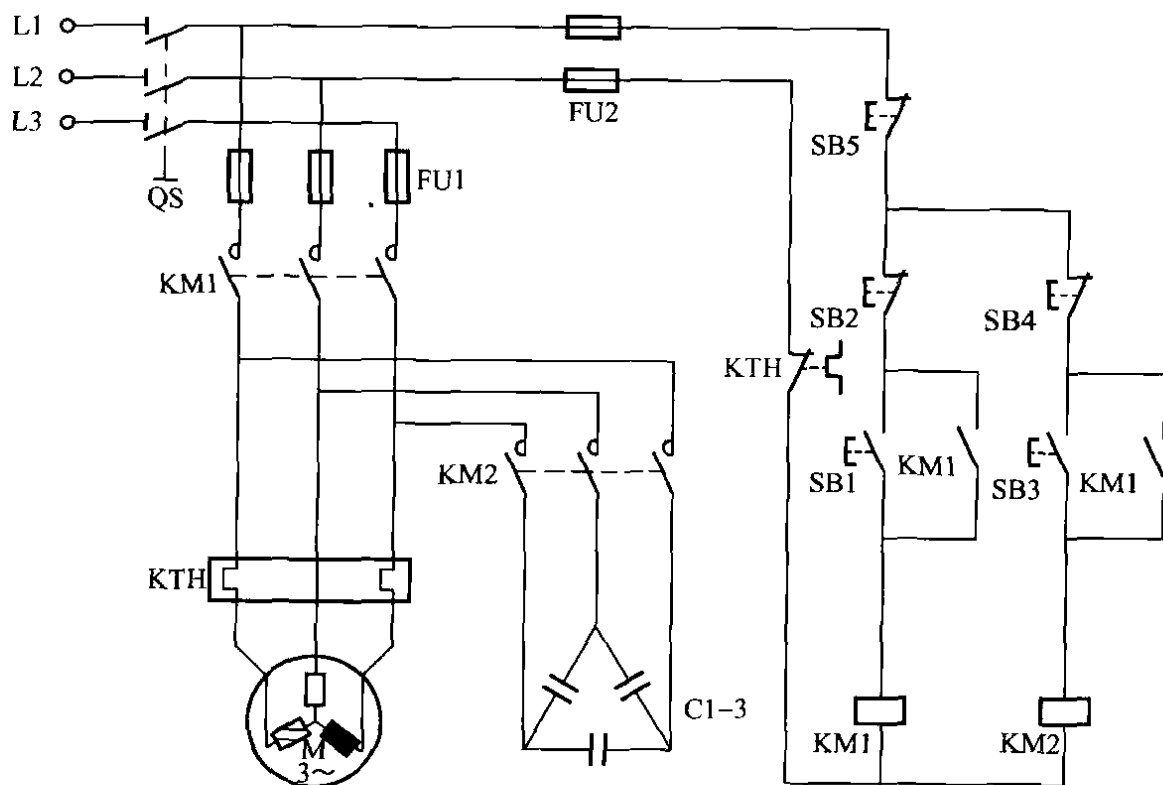 L1
L2
L3
QS
FU1
FU2
SB5
KM1
SB2
SB4
KTH
KM2
SB1
KM1
SB3
KM1
KTH
C1-3
M
3~
KM1
KM2